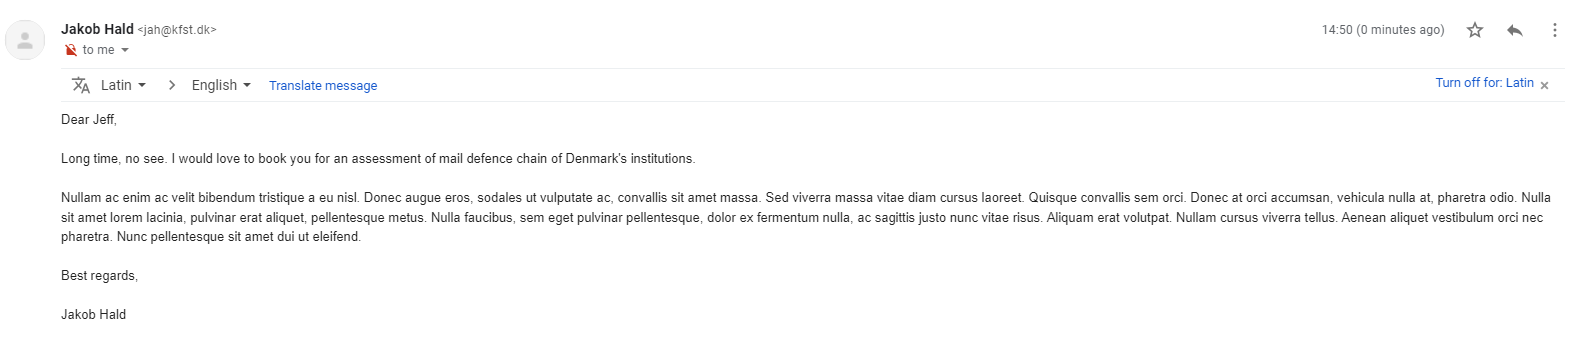 Jakob Hald <jah@kfst.dk>
14:50 (0 minutes ago)
to me
Latin
English
Translate message
Turn off for: Latin
Dear Jeff,
Long time, no see. I would love to book you for an assessment of mail defence chain of Denmark's institutions.
Nullam ac enim ac velit bibendum tristique a eu nisl. Donec augue eros, sodales ut vulputate ac, convallis sit amet massa. Sed viverra massa vitae diam cursus laoreet. Quisque convallis sem orci. Donec at orci accumsan, vehicula nulla at, pharetra odio. Nulla
sit amet lorem lacinia, pulvinar erat aliquet, pellentesque metus. Nulla faucibus, sem eget pulvinar pellentesque, dolor ex fermentum nulla, ac sagittis justo nunc vitae risus. Aliquam erat volutpat. Nullam cursus viverra tellus. Aenean aliquet vestibulum orci nec
pharetra. Nunc pellentesque sit amet dui ut eleifend.
Best regards,
Jakob Hald